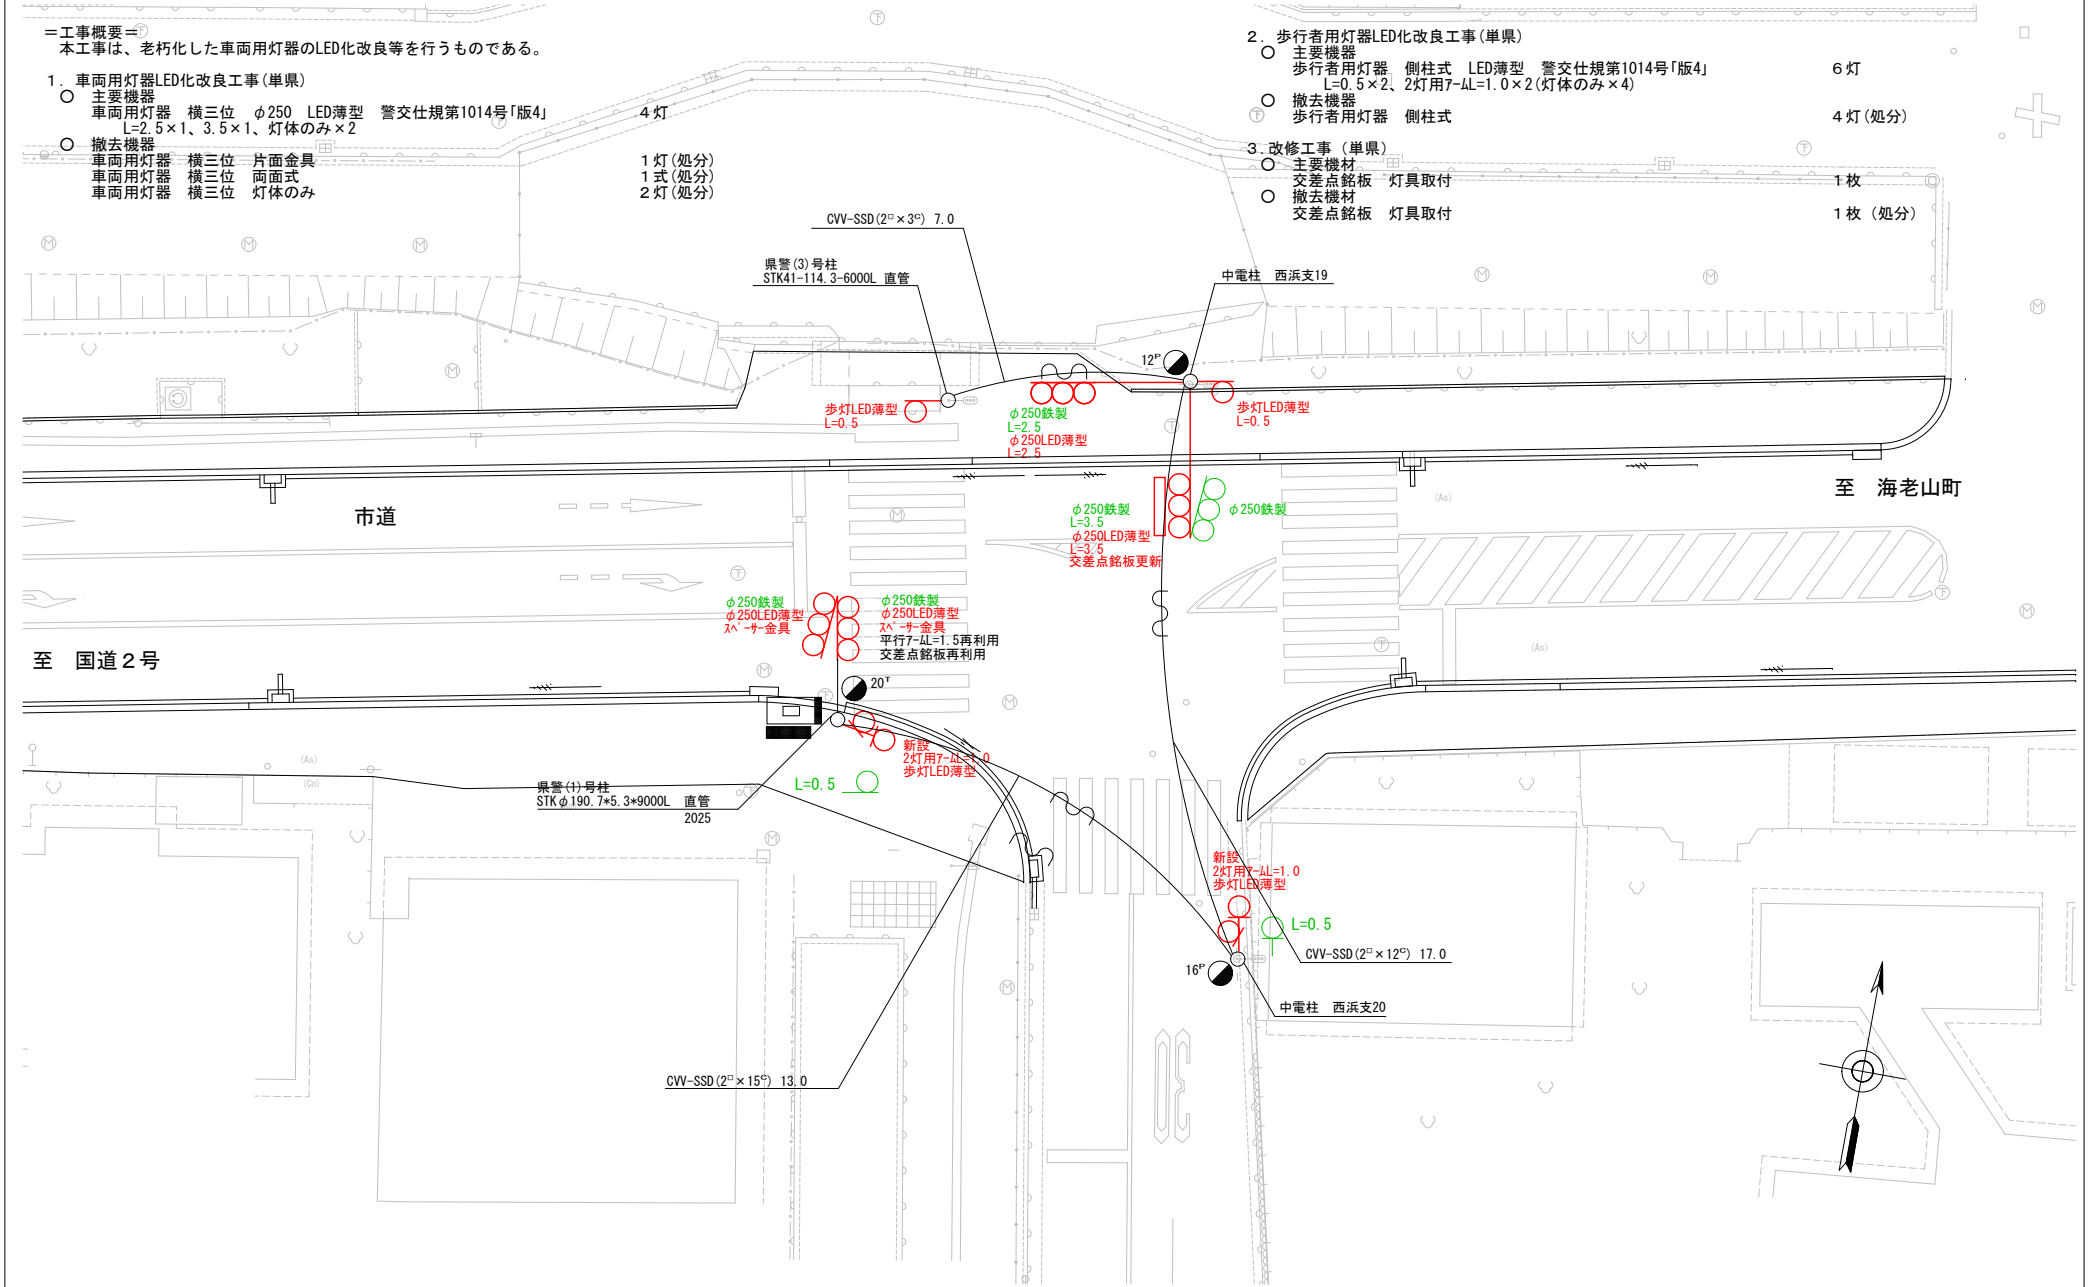 =工事概要=
本工事は、老朽化した車両用灯器のLED化改良等を行うものである。
1. 車両用灯器LED化改良工事(単県)
○ 主要機器
車両用灯器 横三位 φ250 LED薄型 警交仕規第1014号「版4」 4灯
L=2.5×1、3.5×1、灯体のみ×2
○ 撤去機器
車両用灯器 横三位 片面金具 1灯(処分)
車両用灯器 横三位 両面式 1式(処分)
車両用灯器 横三位 灯体のみ 2灯(処分)
2. 歩行者用灯器LED化改良工事(単県)
○ 主要機器
歩行者用灯器 側柱式 LED薄型 警交仕規第1014号「版4」 6灯
L=0.5×2、2灯用アームL=1.0×2(灯体のみ×4)
○ 撤去機器
歩行者用灯器 側柱式 4灯(処分)
3.改修工事(単県)
○ 主要機材
交差点銘板 灯具取付 1枚
○ 撤去機材
交差点銘板 灯具取付 1枚(処分)
CVV-SSD(2□×3C) 7.0
県警(3)号柱
STK41-114.3-6000L 直管
中電柱 西浜支19
12P
歩灯LED薄型
L=0.5
φ250鉄製
L=2.5
φ250LED薄型
L=2.5
歩灯LED薄型
L=0.5
市道
至 海老山町
φ250鉄製
L=3.5
φ250LED薄型
L=3.5
交差点銘板更新
φ250鉄製
(As)
(As)
φ250鉄製
φ250LED薄型
スペーサー金具
φ250鉄製
φ250LED薄型
スペーサー金具
平行アームL=1.5再利用
交差点銘板再利用
至 国道2号
20T
新設
2灯用アームL=1.0
歩灯LED薄型
L=0.5
(As)
(Co)
県警(1)号柱
STKφ190.7*5.3*9000L 直管
2025
新設
2灯用アームL=1.0
歩灯LED薄型
L=0.5
CVV-SSD(2□×12C) 17.0
16P
中電柱 西浜支20
CVV-SSD(2□×15C) 13.0